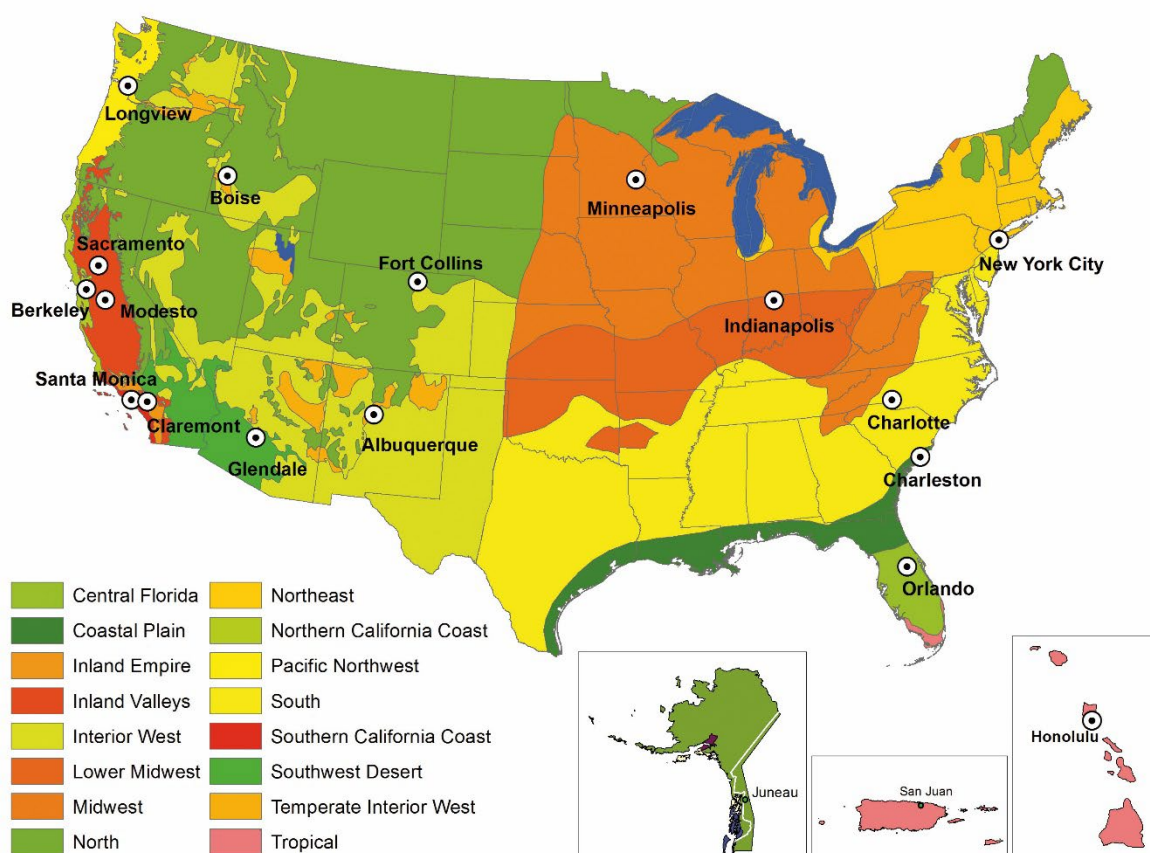 Longview
Boise
Minneapolis
Sacramento
Fort Collins
New York City
Berkeley
Modesto
Indianapolis
Santa Monica
Claremont
Charlotte
Albuquerque
Glendale
Charleston
Orlando
Central Florida
Coastal Plain
Inland Empire
Inland Valleys
Interior West
Lower Midwest
Midwest
North
Northeast
Northern California Coast
Pacific Northwest
South
Southern California Coast
Southwest Desert
Temperate Interior West
Tropical
Juneau
San Juan
Honolulu